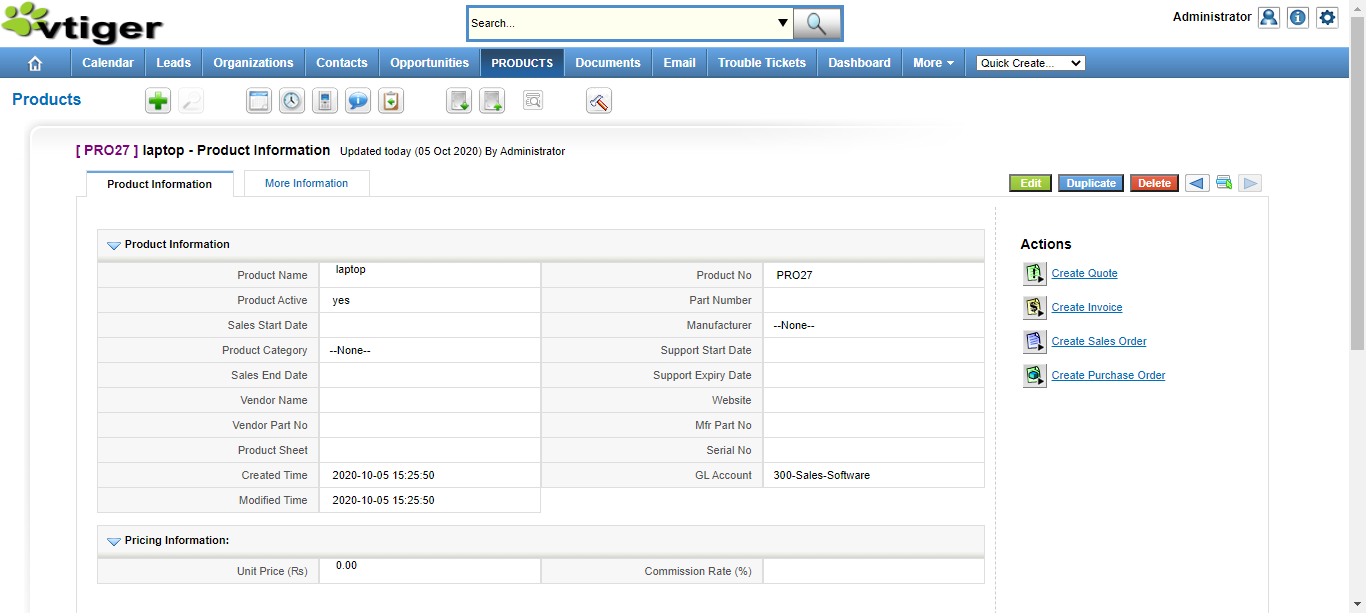 vtiger
Search...
Administrator
Calendar Leads Organizations Contacts Opportunities PRODUCTS Documents Email Trouble Tickets Dashboard More Quick Create...
Products
[ PRO27 ] laptop - Product Information Updated today (05 Oct 2020) By Administrator
Product Information More Information Edit Duplicate Delete
Product Information
Product Name laptop Product No PRO27
Product Active yes Part Number
Sales Start Date Manufacturer --None--
Product Category --None-- Support Start Date
Sales End Date Support Expiry Date
Vendor Name Website
Vendor Part No Mfr Part No
Product Sheet Serial No
Created Time 2020-10-05 15:25:50 GL Account 300-Sales-Software
Modified Time 2020-10-05 15:25:50
Pricing Information:
Unit Price (Rs) 0.00 Commission Rate (%)
Actions
Create Quote
Create Invoice
Create Sales Order
Create Purchase Order